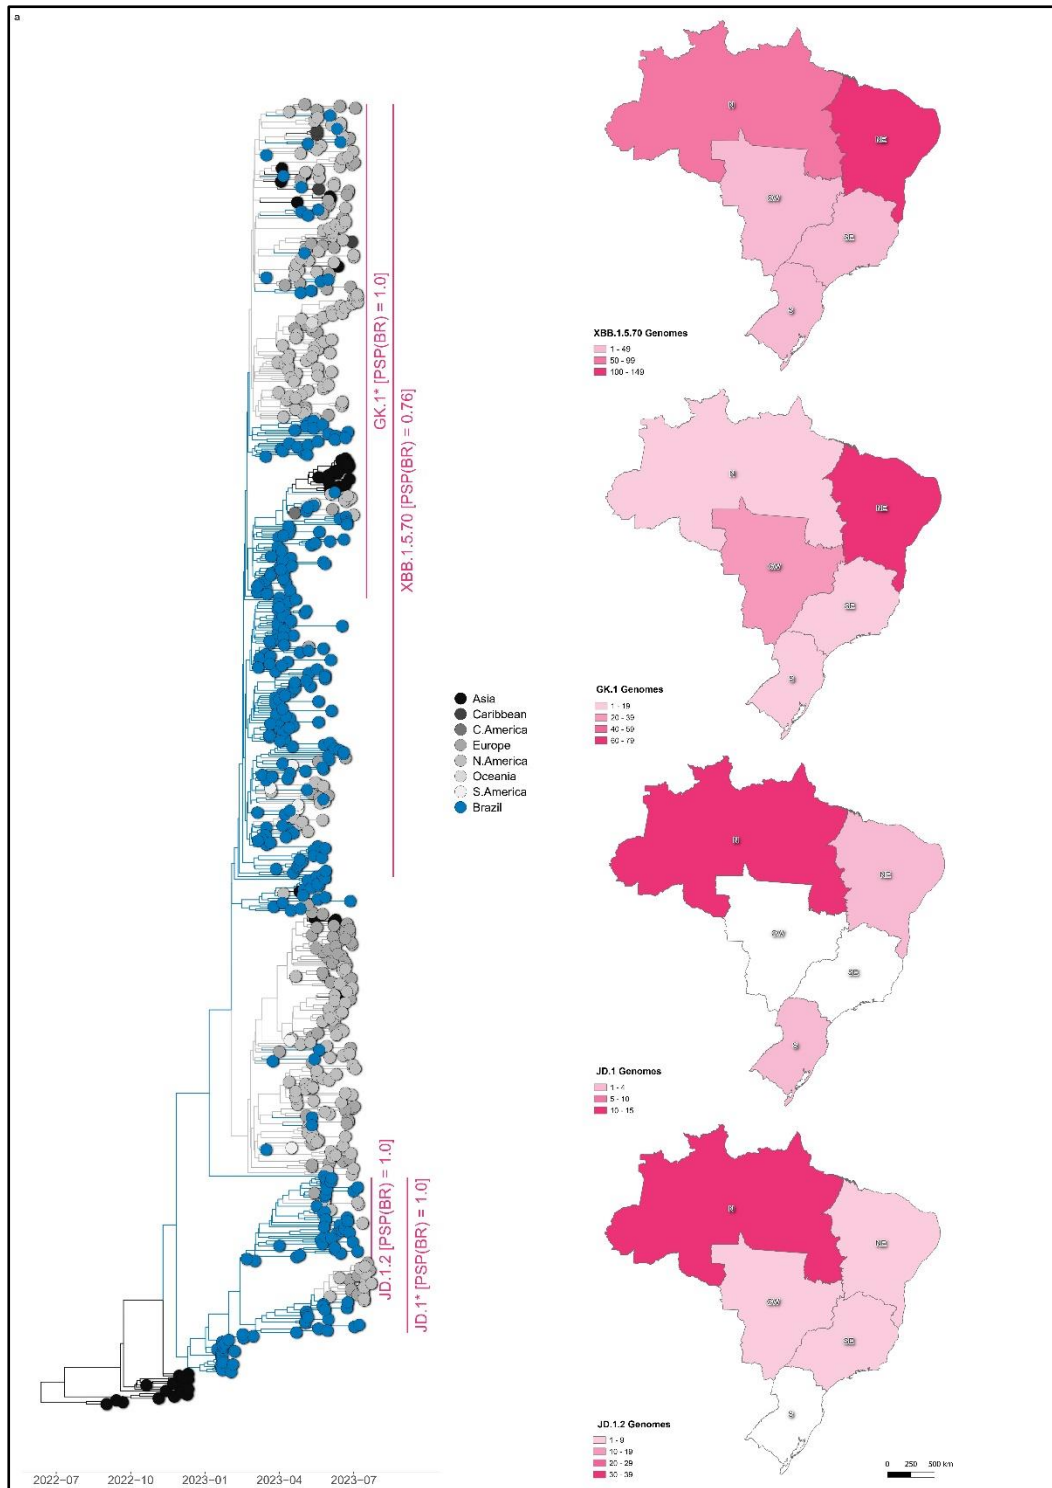 a
N
NE
CW
SE
S
XBB.1.5.70 Genomes
1 - 49
50 - 99
100 - 149
GK.1* [PSP(BR) = 1.0]
XBB.1.5.70 [PSP(BR) = 0.76]
N
NE
CW
SE
S
GK.1 Genomes
1 - 19
20 - 39
40 - 59
60 - 79
Asia
Caribbean
C.America
Europe
N.America
Oceania
S.America
Brazil
N
NE
CW
SE
S
JD.1 Genomes
1 - 4
5 - 10
10 - 15
JD.1.2 [PSP(BR) = 1.0]
JD.1* [PSP(BR) = 1.0]
N
NE
CW
SE
S
JD.1.2 Genomes
1 - 9
10 - 19
20 - 29
30 - 39
0 250 500 km
2022-07 2022-10 2023-01 2023-04 2023-07